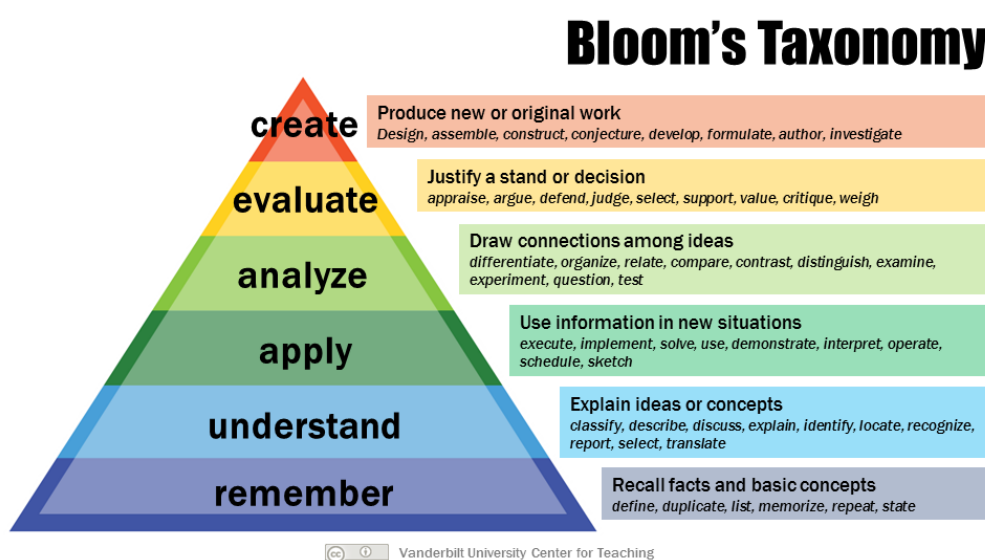 Bloom's Taxonomy
create
Produce new or original work
Design, assemble, construct, conjecture, develop, formulate, author, investigate
evaluate
Justify a stand or decision
appraise, argue, defend, judge, select, support, value, critique, weigh
analyze
Draw connections among ideas
differentiate, organize, relate, compare, contrast, distinguish, examine,
experiment, question, test
apply
Use information in new situations
execute, implement, solve, use, demonstrate, interpret, operate,
schedule, sketch
understand
Explain ideas or concepts
classify, describe, discuss, explain, identify, locate, recognize,
report, select, translate
remember
Recall facts and basic concepts
define, duplicate, list, memorize, repeat, state
cc
Vanderbilt University Center for Teaching